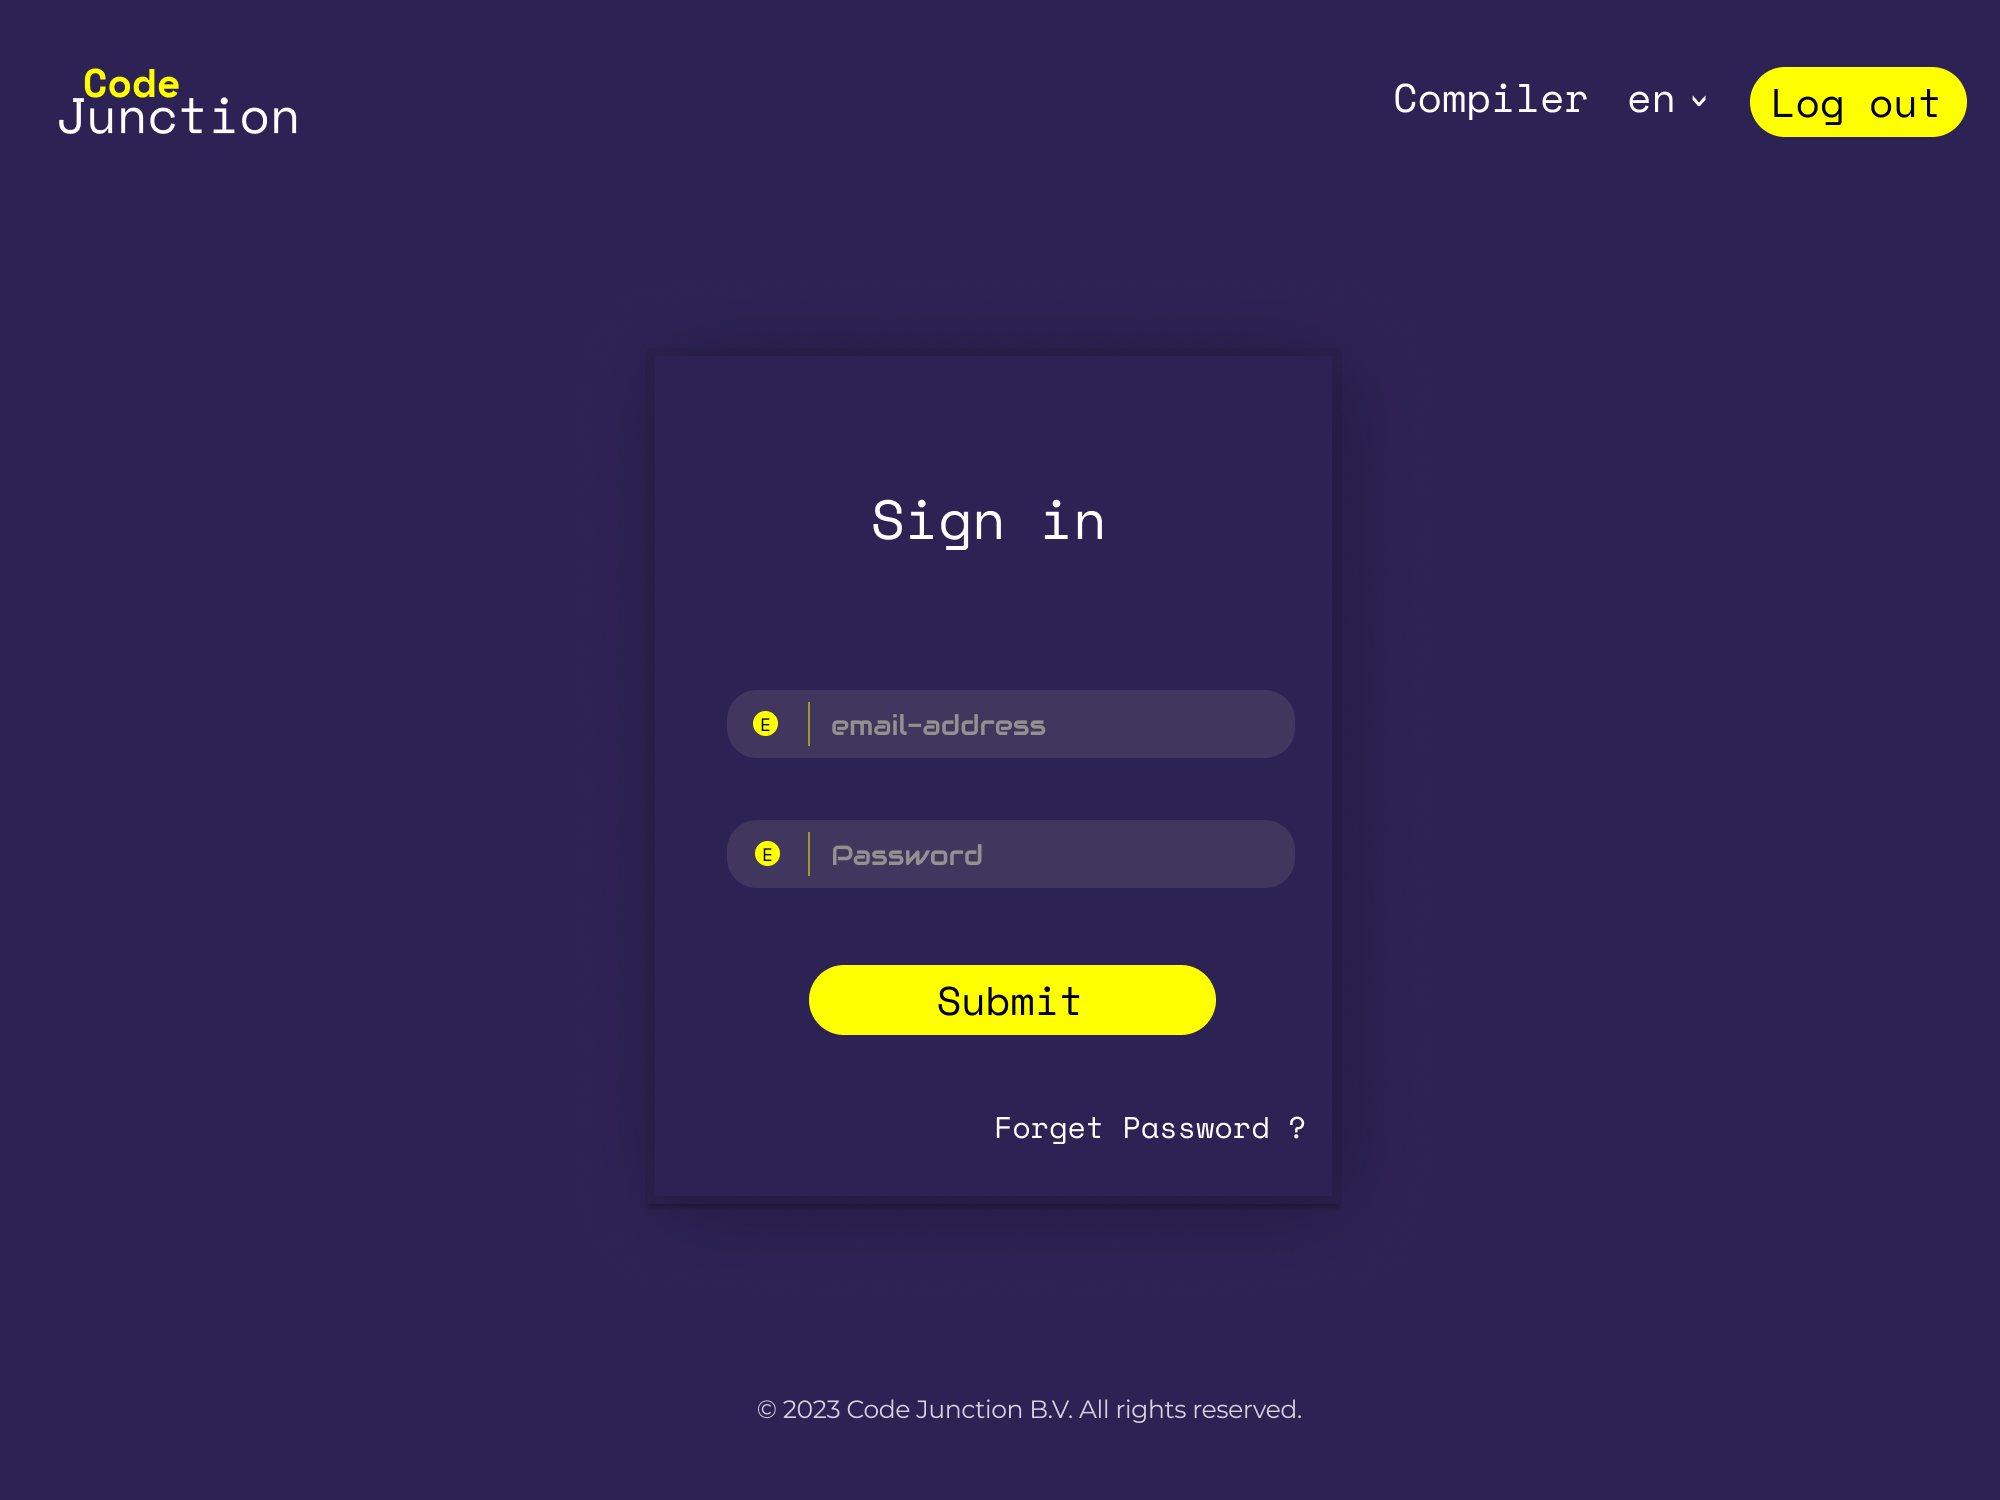 Code
Junction
Compiler en
Log out
Sign in
E email-address
E Password
Submit
Forget Password ?
© 2023 Code Junction B.V. All rights reserved.